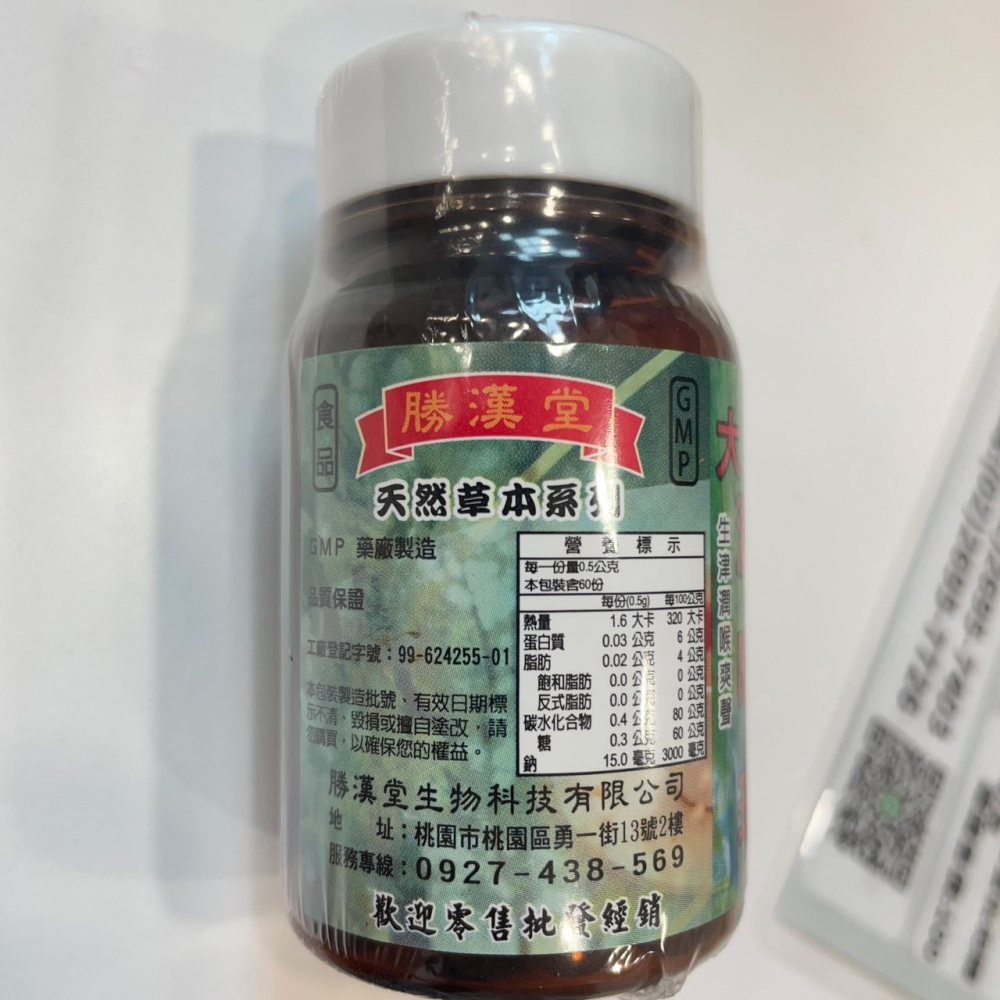 食品
勝漢堂
GMP
天然草本系列
GMP 藥廠製造
品質保證
工廠登記字號：99-624255-01
本包裝製造批號、有效日期標
示不清、毀損或擅自塗改，請
勿購買，以確保您的權益。
營養標示
每一份量0.5公克
本包裝含60份
每份(0.5g) 每100公克
熱量 1.6 大卡 320 大卡
蛋白質 0.03 公克 6 公克
脂肪 0.02 公克 4 公克
飽和脂肪 0.0 公克 0 公克
反式脂肪 0.0 公克 0 公克
碳水化合物 0.4 公克 80 公克
糖 0.3 公克 60 公克
鈉 15.0 毫克 3000 毫克
勝漢堂生物科技有限公司
地 址：桃園市桃園區勇一街13號2樓
服務專線：0927-438-569
歡迎零售批發經銷
大
生津潤喉爽聲